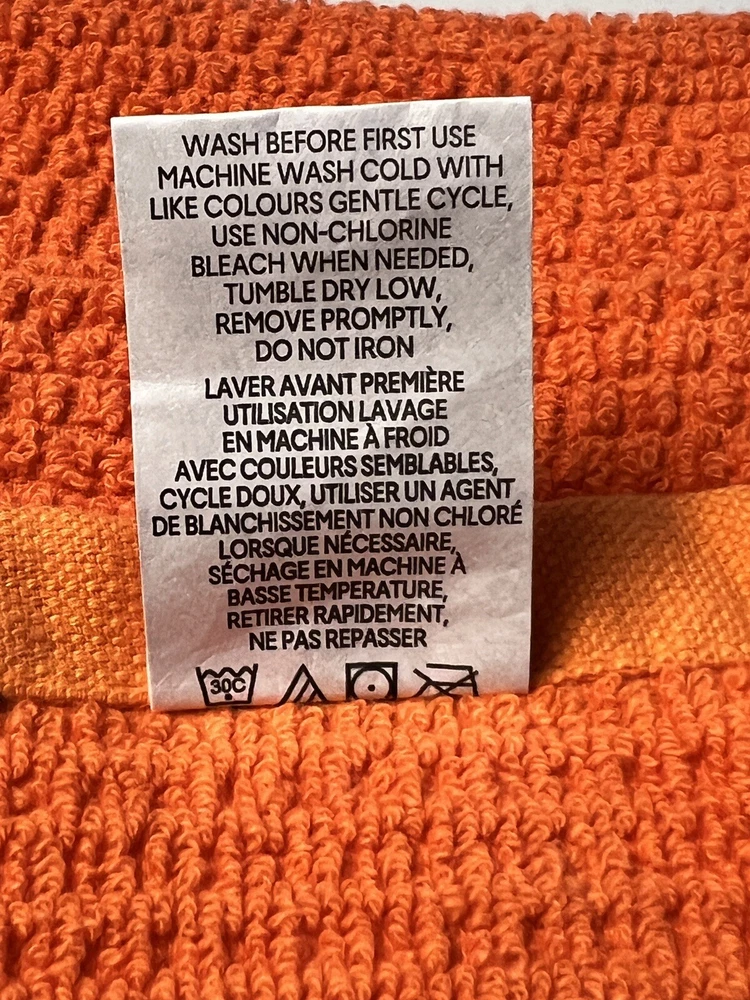 WASH BEFORE FIRST USE
MACHINE WASH COLD WITH
LIKE COLOURS GENTLE CYCLE,
USE NON-CHLORINE
BLEACH WHEN NEEDED,
TUMBLE DRY LOW,
REMOVE PROMPTLY,
DO NOT IRON
LAVER AVANT PREMIÈRE
UTILISATION LAVAGE
EN MACHINE À FROID
AVEC COULEURS SEMBLABLES,
CYCLE DOUX, UTILISER UN AGENT
DE BLANCHISSEMENT NON CHLORÉ
LORSQUE NÉCESSAIRE,
SÉCHAGE EN MACHINE À
BASSE TEMPERATURE,
RETIRER RAPIDEMENT,
NE PAS REPASSER
30C